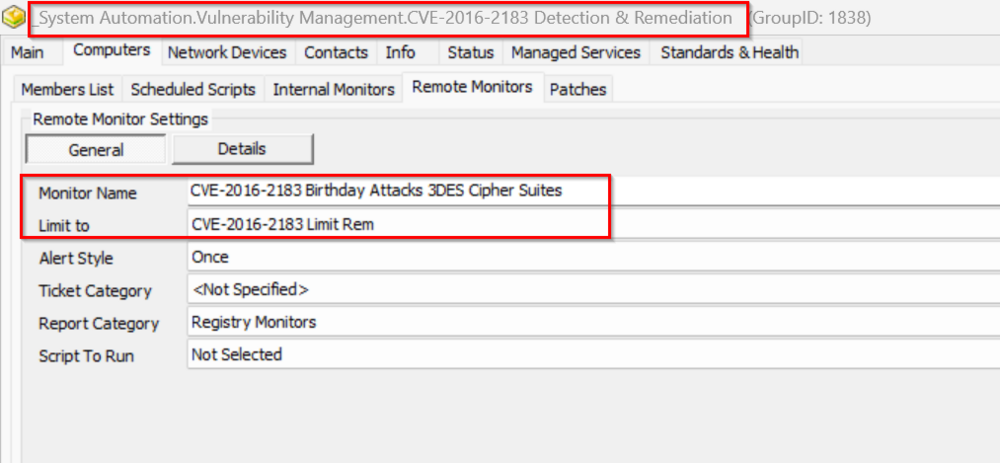 _System Automation.Vulnerability Management.CVE-2016-2183 Detection & Remediation (GroupID: 1838)
Main Computers Network Devices Contacts Info Status Managed Services Standards & Health
Members List Scheduled Scripts Internal Monitors Remote Monitors Patches
Remote Monitor Settings
General Details
Monitor Name CVE-2016-2183 Birthday Attacks 3DES Cipher Suites
Limit to CVE-2016-2183 Limit Rem
Alert Style Once
Ticket Category <Not Specified>
Report Category Registry Monitors
Script To Run Not Selected